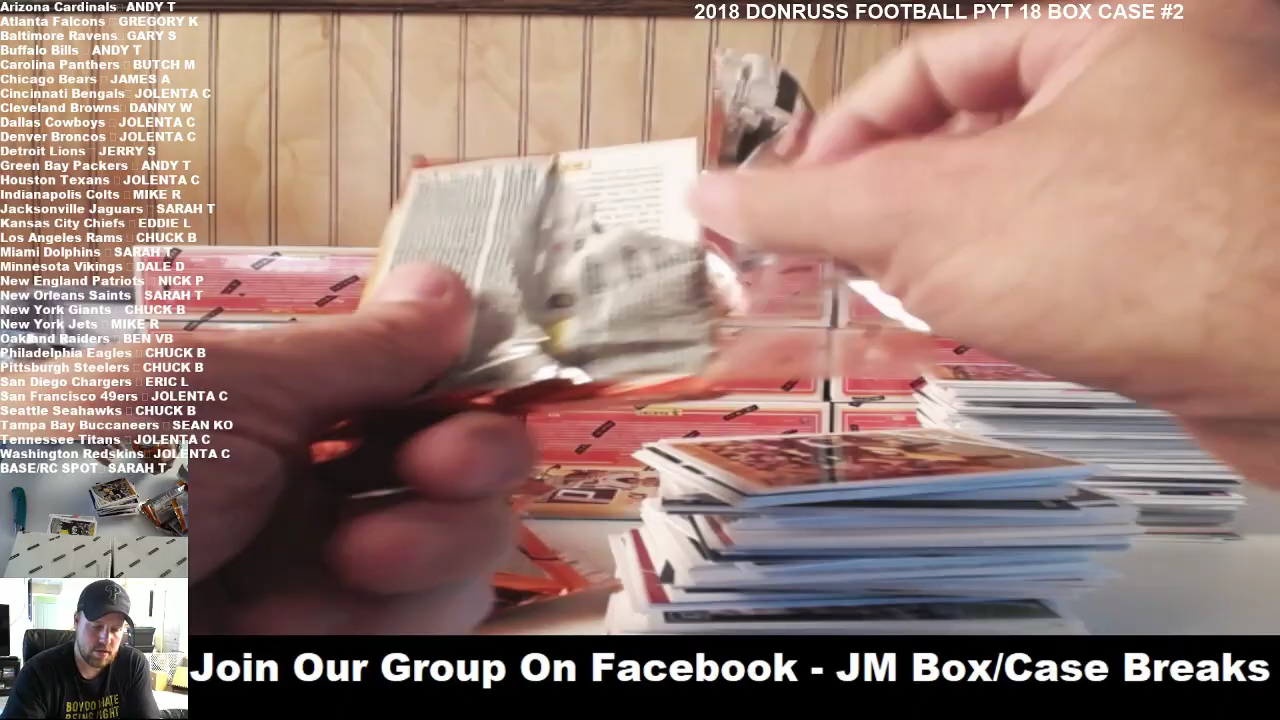 2018 DONRUSS FOOTBALL PYT 18 BOX CASE #2
Arizona Cardinals ANDY T
Atlanta Falcons GREGORY K
Baltimore Ravens GARY S
Buffalo Bills ANDY T
Carolina Panthers BUTCH M
Chicago Bears JAMES A
Cincinnati Bengals JOLENTA C
Cleveland Browns DANNY W
Dallas Cowboys JOLENTA C
Denver Broncos JOLENTA C
Detroit Lions JERRY S
Green Bay Packers ANDY T
Houston Texans JOLENTA C
Indianapolis Colts MIKE R
Jacksonville Jaguars SARAH T
Kansas City Chiefs EDDIE L
Los Angeles Rams CHUCK B
Miami Dolphins SARAH T
Minnesota Vikings DALE D
New England Patriots NICK P
New Orleans Saints SARAH T
New York Giants CHUCK B
New York Jets MIKE R
Oakland Raiders BEN VB
Philadelphia Eagles CHUCK B
Pittsburgh Steelers CHUCK B
San Diego Chargers ERIC L
San Francisco 49ers JOLENTA C
Seattle Seahawks CHUCK B
Tampa Bay Buccaneers SEAN KO
Tennessee Titans JOLENTA C
Washington Redskins JOLENTA C
BASE/RC SPOT SARAH T
Join Our Group On Facebook - JM Box/Case Breaks